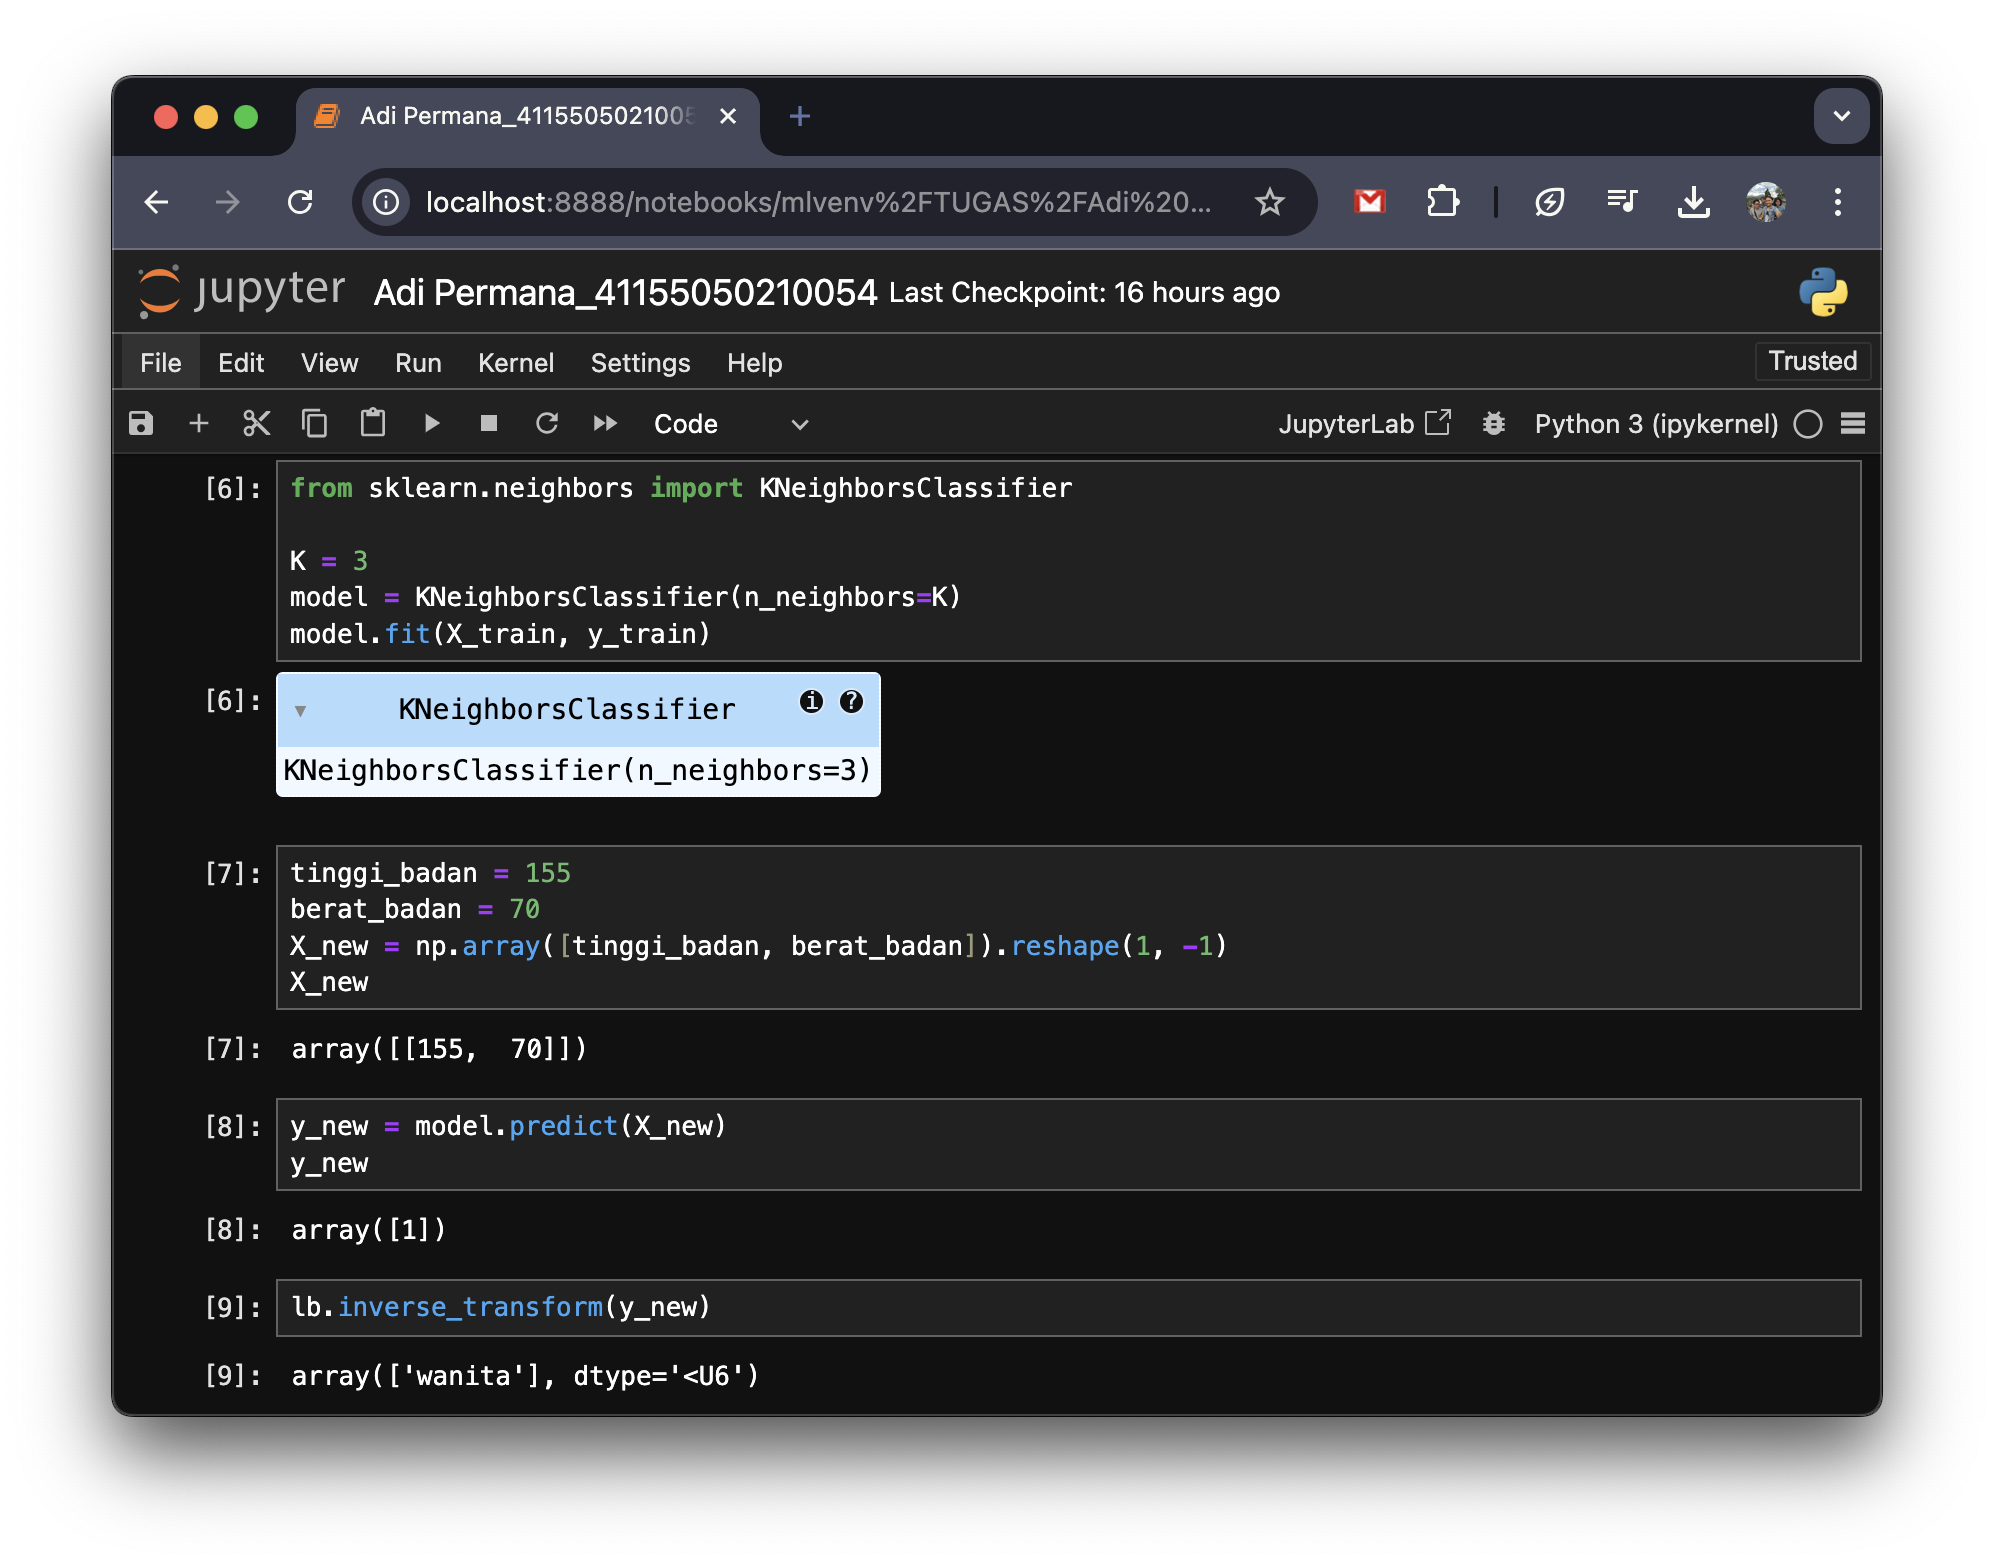 Adi Permana_4115505021005
localhost:8888/notebooks/mlvenv%2FTUGAS%2FAdi%20...
jupyter Adi Permana_41155050210054 Last Checkpoint: 16 hours ago
File Edit View Run Kernel Settings Help Trusted
Code JupyterLab Python 3 (ipykernel)
[6]: from sklearn.neighbors import KNeighborsClassifier
K = 3
model = KNeighborsClassifier(n_neighbors=K)
model.fit(X_train, y_train)
[6]: ▾ KNeighborsClassifier i ?
KNeighborsClassifier(n_neighbors=3)
[7]: tinggi_badan = 155
berat_badan = 70
X_new = np.array([tinggi_badan, berat_badan]).reshape(1, -1)
X_new
[7]: array([[155,  70]])
[8]: y_new = model.predict(X_new)
y_new
[8]: array([1])
[9]: lb.inverse_transform(y_new)
[9]: array(['wanita'], dtype='<U6')